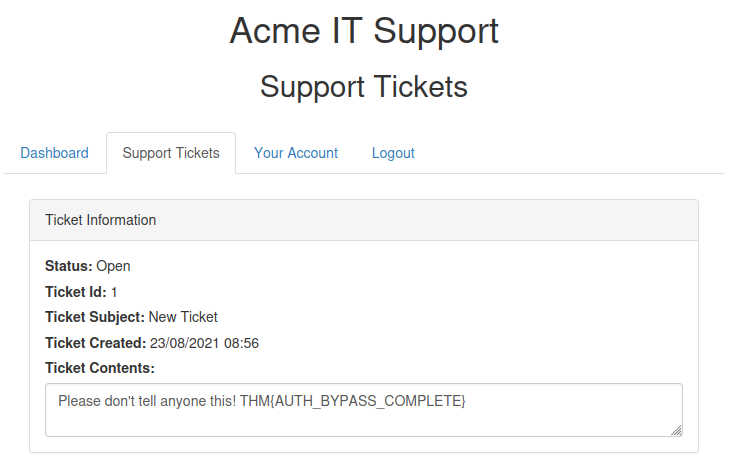 Acme IT Support
Support Tickets
Dashboard Support Tickets Your Account Logout
Ticket Information
Status: Open
Ticket Id: 1
Ticket Subject: New Ticket
Ticket Created: 23/08/2021 08:56
Ticket Contents:
Please don't tell anyone this! THM{AUTH_BYPASS_COMPLETE}